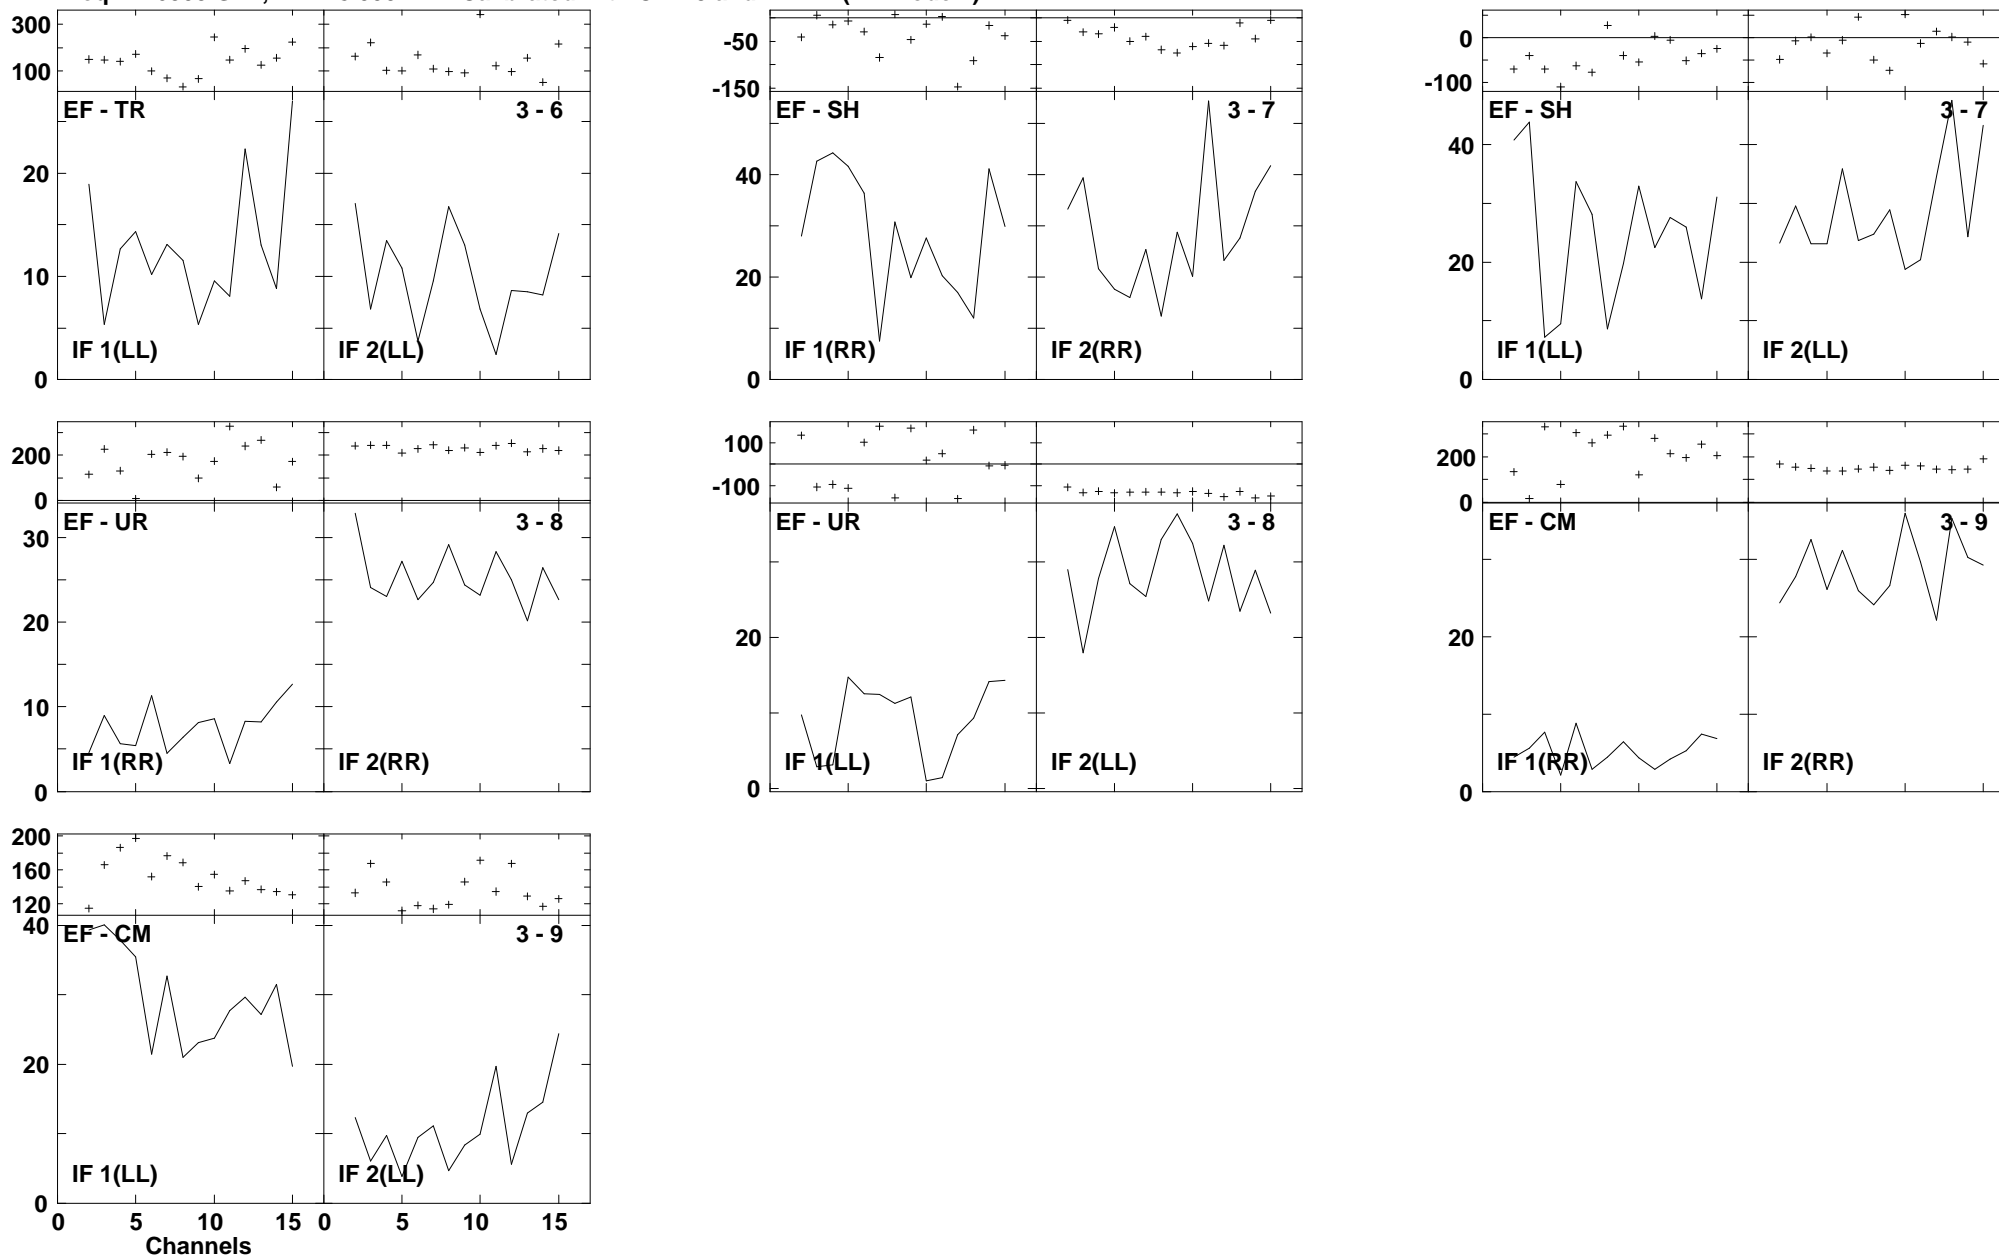 300
100
EF - TR
3 - 6
20
10
0
IF 1(LL)
IF 2(LL)
-50
-150
EF - SH
3 - 7
40
20
0
IF 1(RR)
IF 2(RR)
0
-100
EF - SH
3 - 7
40
20
0
IF 1(LL)
IF 2(LL)
200
0
EF - UR
3 - 8
30
20
10
0
IF 1(RR)
IF 2(RR)
100
-100
EF - UR
3 - 8
20
0
IF 1(LL)
IF 2(LL)
200
0
EF - CM
3 - 9
20
0
IF 1(RR)
IF 2(RR)
200
160
120
40
EF - CM
3 - 9
20
0
IF 1(LL)
IF 2(LL)
0 5 10 15 0 5 10 15
Channels